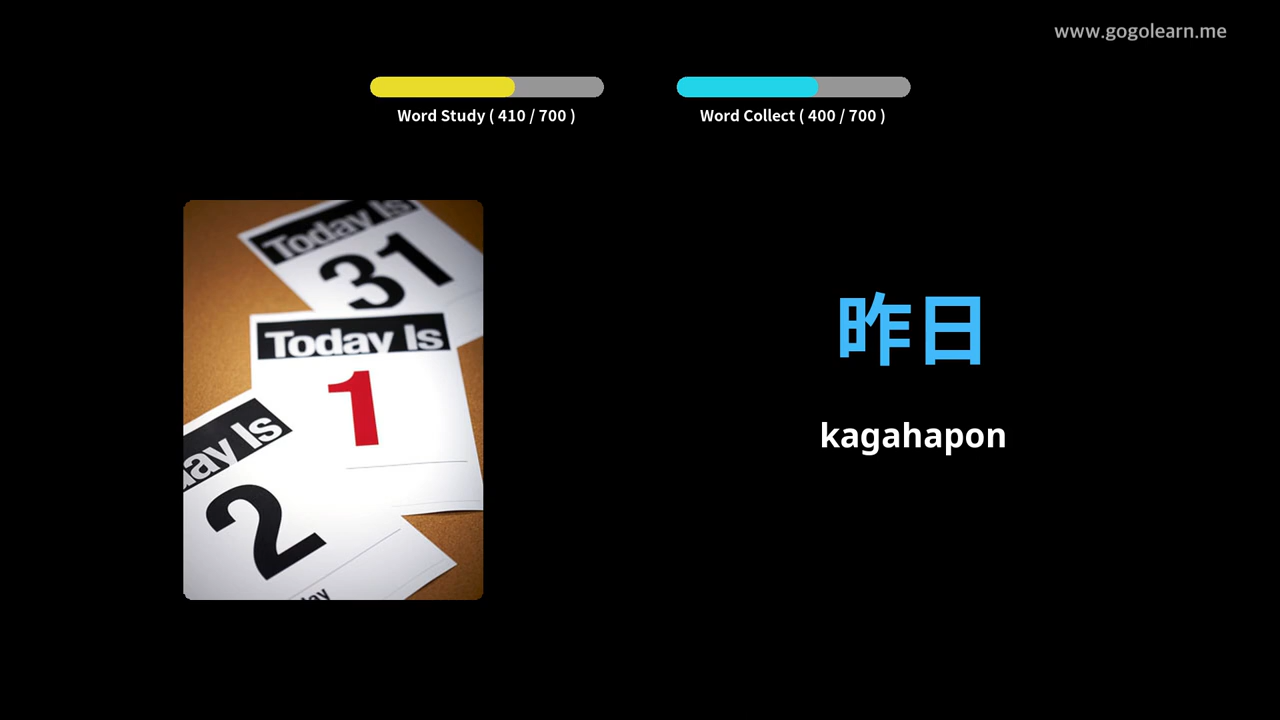 www.gogolearn.me
Word Study ( 410 / 700 )
Word Collect ( 400 / 700 )
Today Is
31
Today Is
1
ay Is
2
昨日
kagahapon